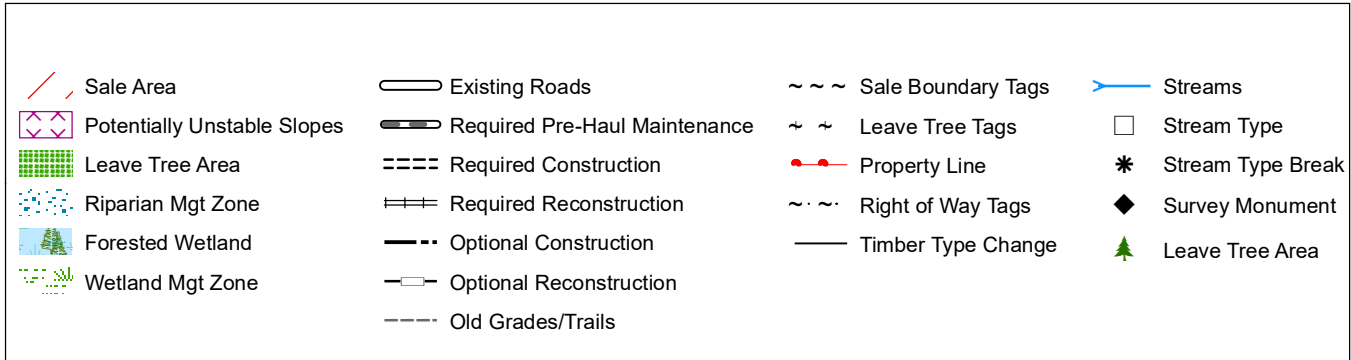 Sale Area
Potentially Unstable Slopes
Leave Tree Area
Riparian Mgt Zone
Forested Wetland
Wetland Mgt Zone
Existing Roads
Required Pre-Haul Maintenance
Required Construction
Required Reconstruction
Optional Construction
Optional Reconstruction
Old Grades/Trails
Sale Boundary Tags
Leave Tree Tags
Property Line
Right of Way Tags
Timber Type Change
Streams
Stream Type
Stream Type Break
Survey Monument
Leave Tree Area